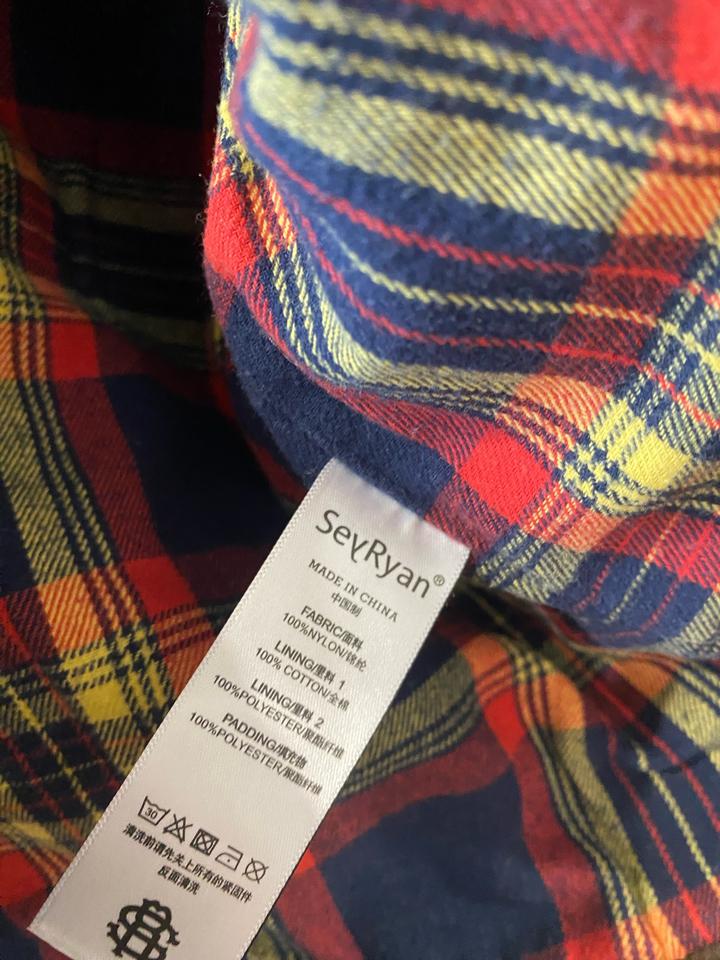 SeyRyan®
MADE IN CHINA
中国制
FABRIC/面料
100%NYLON/锦纶
LINING/里料 1
100% COTTON/全棉
LINING/里料 2
100%POLYESTER/聚酯纤维
PADDING/填充物
100%POLYESTER/聚酯纤维
30
清洗前请先关上所有的紧固件
反面清洗